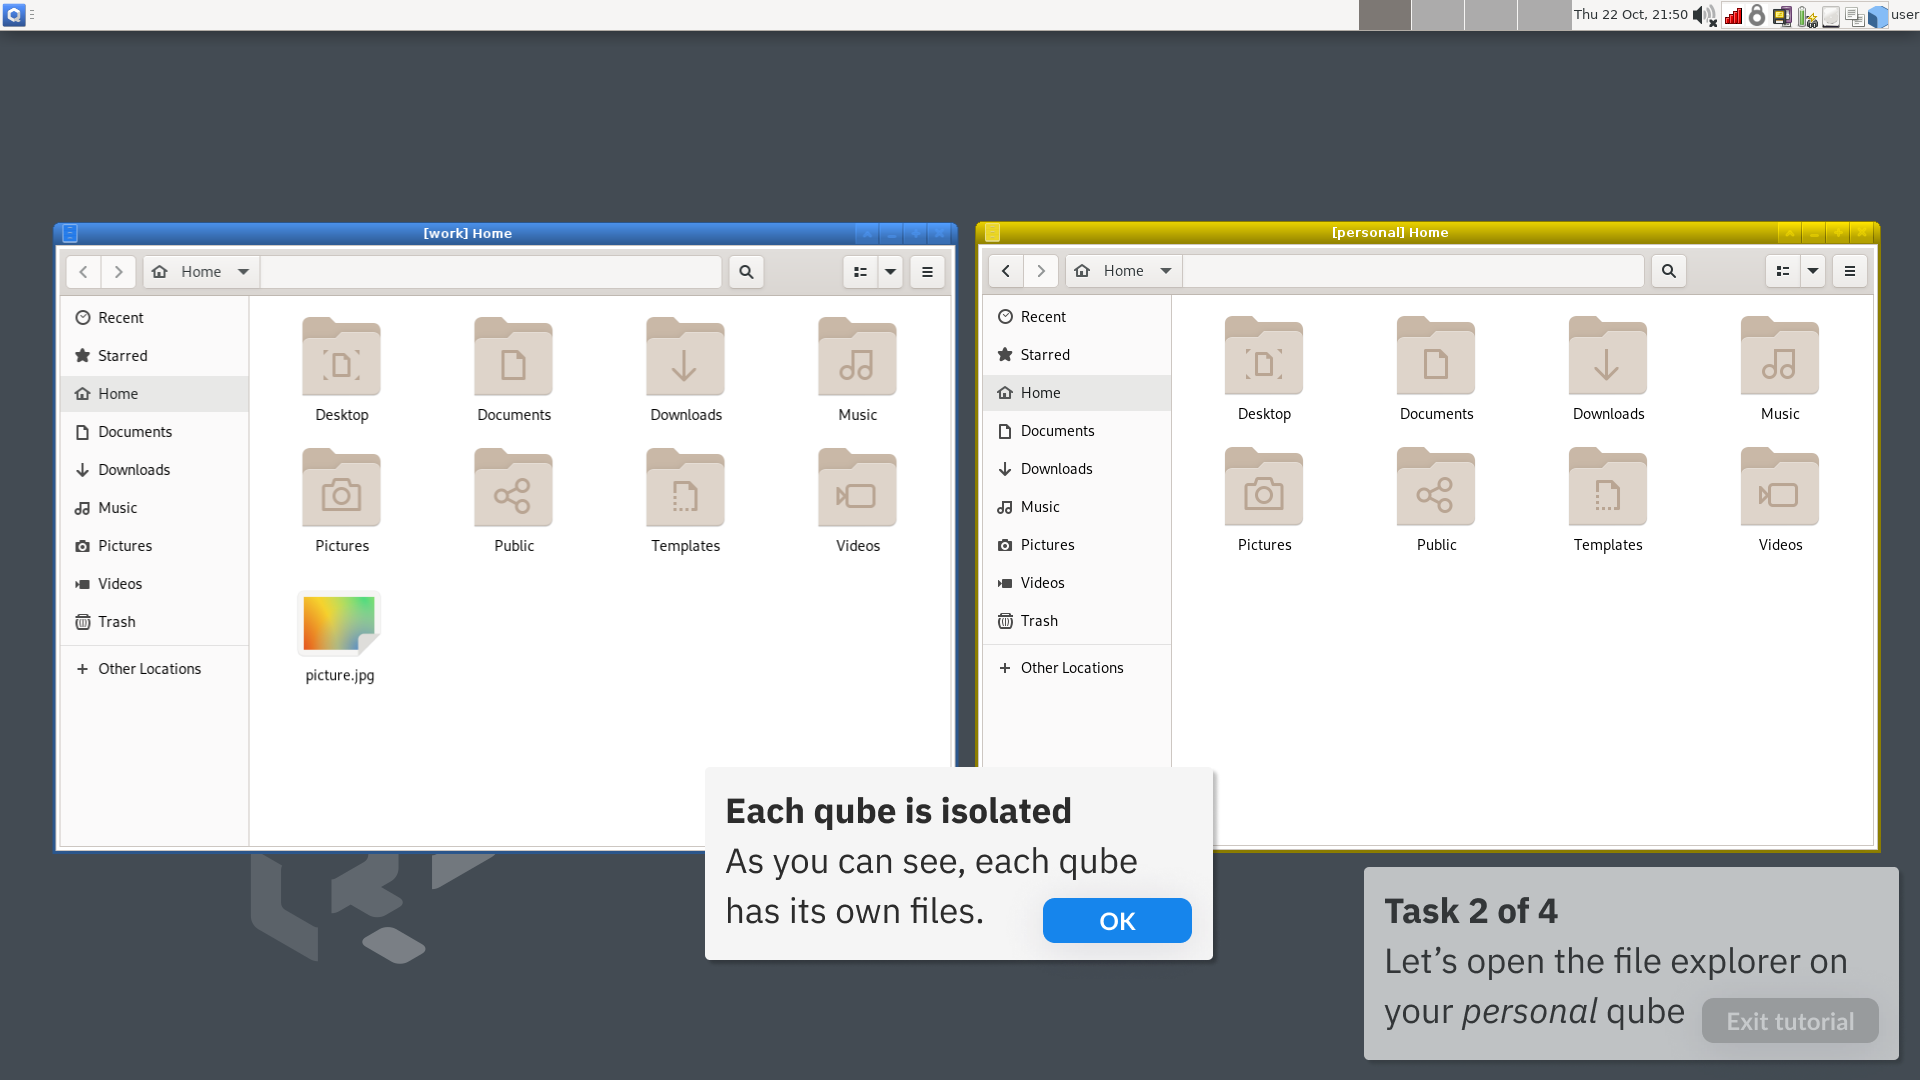 Thu 22 Oct, 21:50
user
[work] Home
Home
Recent
Starred
Home
Documents
Downloads
Music
Pictures
Videos
Trash
Other Locations
Desktop
Documents
Downloads
Music
Pictures
Public
Templates
Videos
picture.jpg
[personal] Home
Home
Recent
Starred
Home
Documents
Downloads
Music
Pictures
Videos
Trash
Other Locations
Desktop
Documents
Downloads
Music
Pictures
Public
Templates
Videos
Each qube is isolated
As you can see, each qube
has its own files.
OK
Task 2 of 4
Let’s open the file explorer on
your personal qube
Exit tutorial